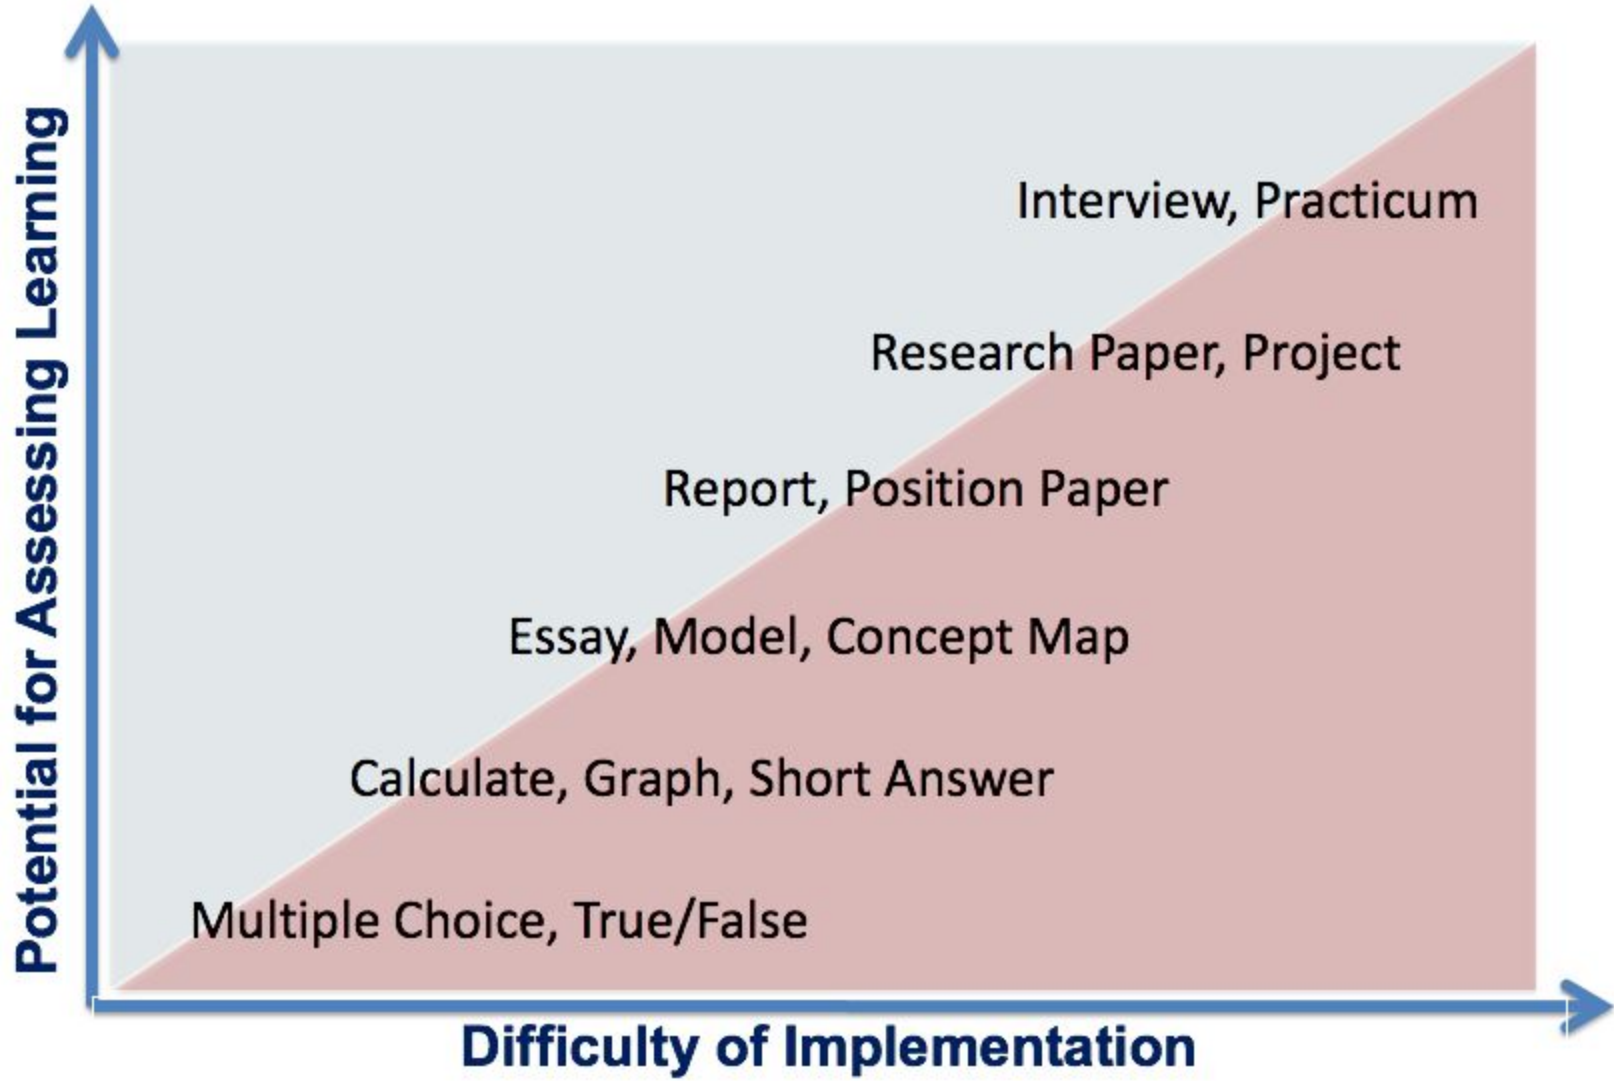 Potential for Assessing Learning
Interview, Practicum
Research Paper, Project
Report, Position Paper
Essay, Model, Concept Map
Calculate, Graph, Short Answer
Multiple Choice, True/False
Difficulty of Implementation